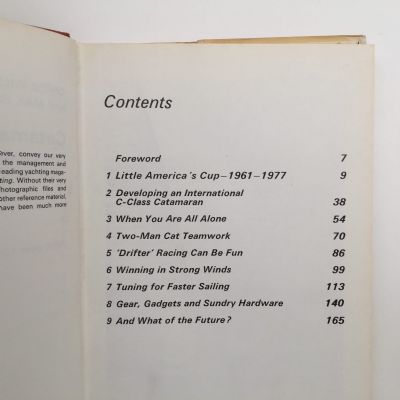 ever, convey our very
the management and
leading yachting maga-
ting. Without their very
hotographic files and
other reference material,
have been much more
Contents
Foreword 7
1 Little America's Cup–1961–1977 9
2 Developing an International
C-Class Catamaran 38
3 When You Are All Alone 54
4 Two-Man Cat Teamwork 70
5 'Drifter' Racing Can Be Fun 86
6 Winning in Strong Winds 99
7 Tuning for Faster Sailing 113
8 Gear, Gadgets and Sundry Hardware 140
9 And What of the Future? 165